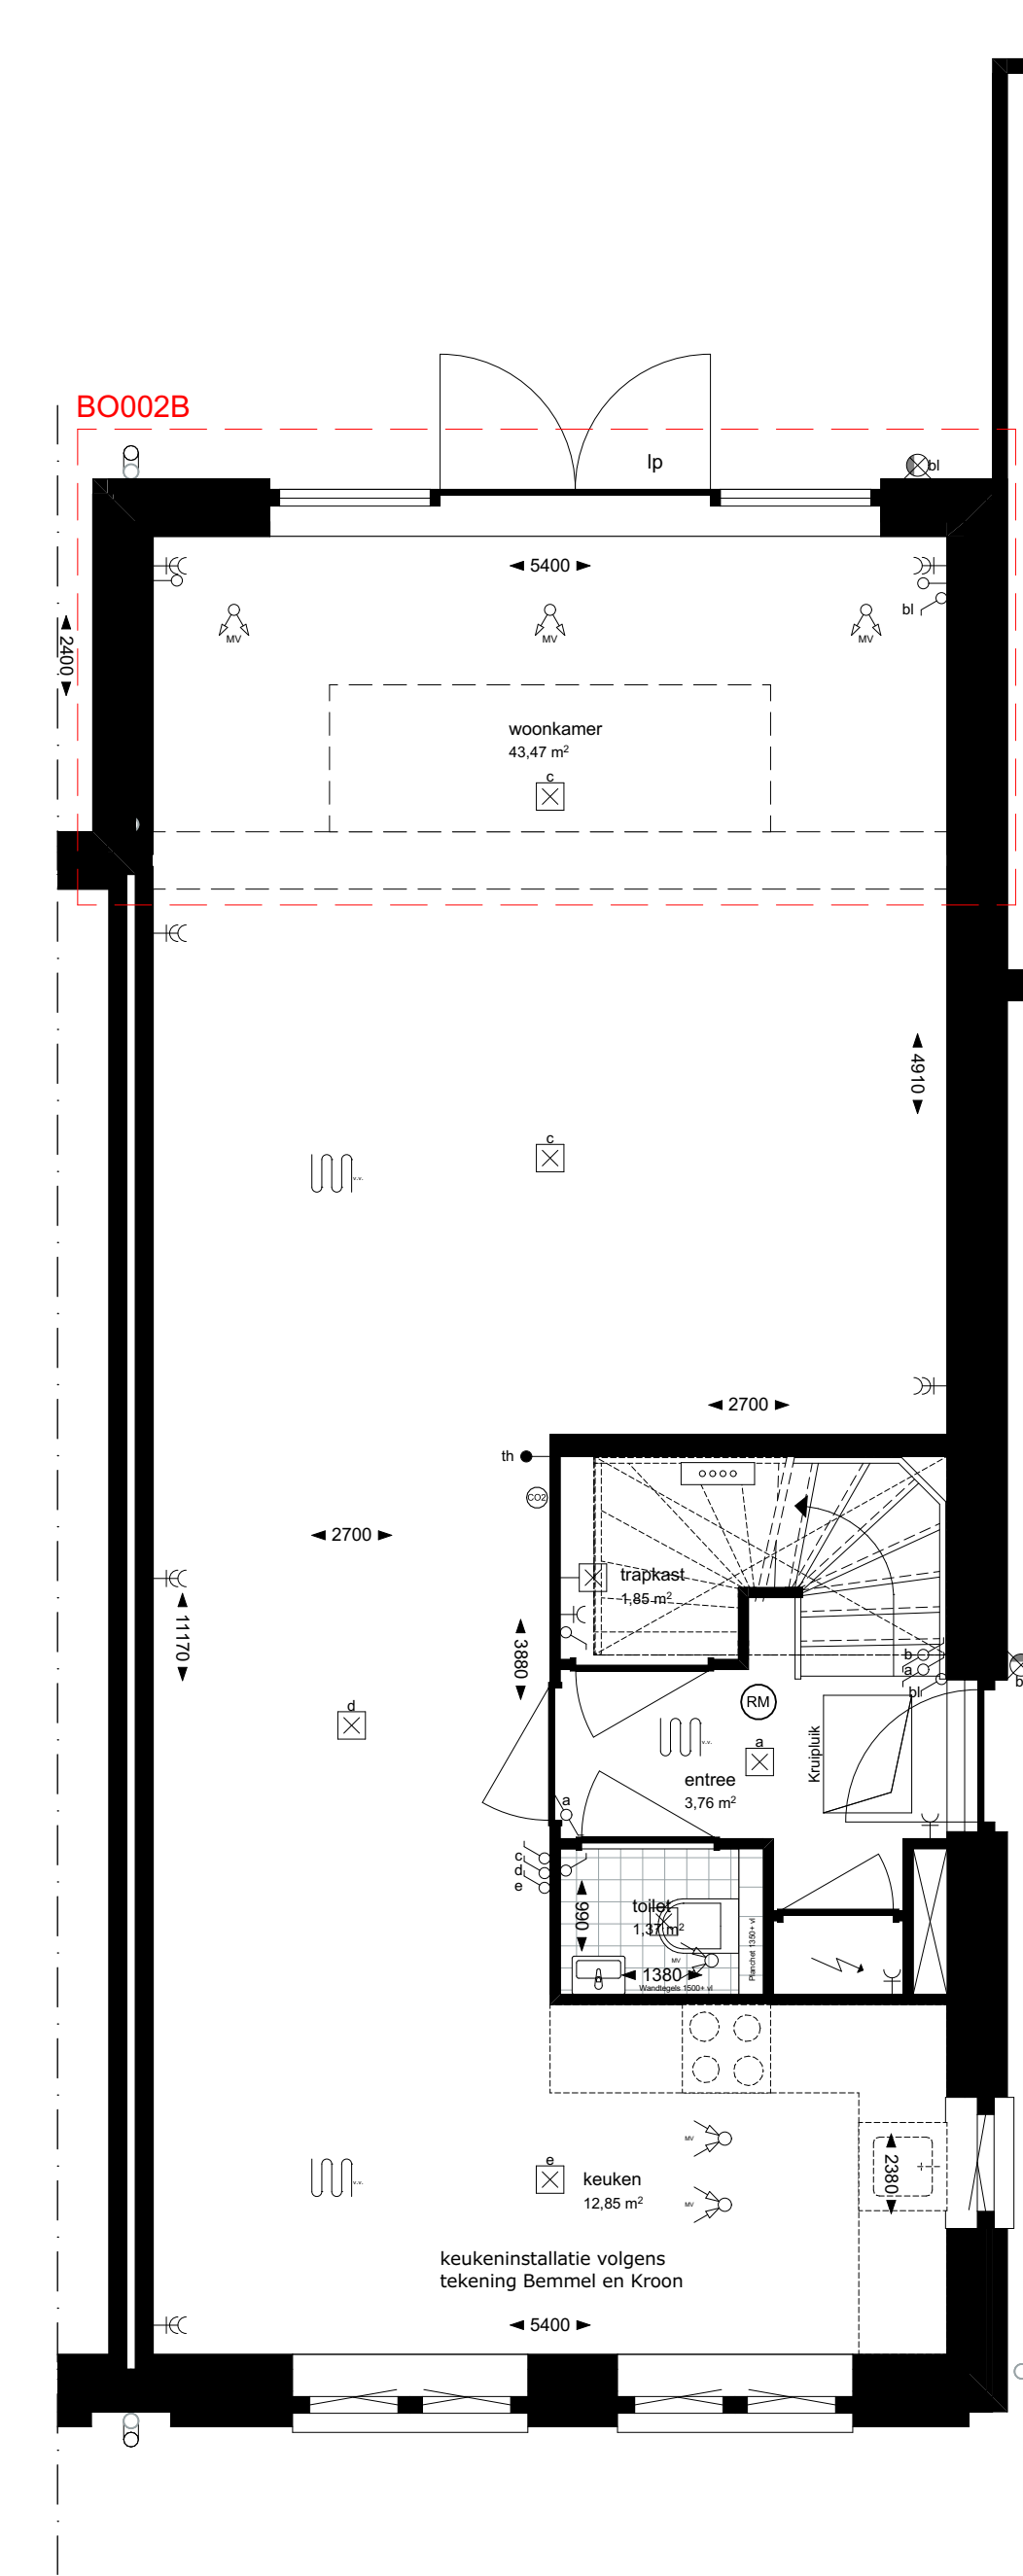 BO002B
lp
bl
5400
bl
2400
MV
MV
MV
woonkamer
43,47 m²
c
4910
c
v.v.
2700
th
CO2
2700
trapkast
1,85 m²
11170
3880
b
a
bl
b
RM
d
v.v.
a
Kruipluik
entree
3,76 m²
a
c
d
e
990
toilet
1,37 m²
MV
Planchet 1350+ vl
1380
Wandtegels 1500+ vl
MV
v.v.
e
keuken
12,85 m²
2380
MV
keukeninstallatie volgens
tekening Bemmel en Kroon
5400